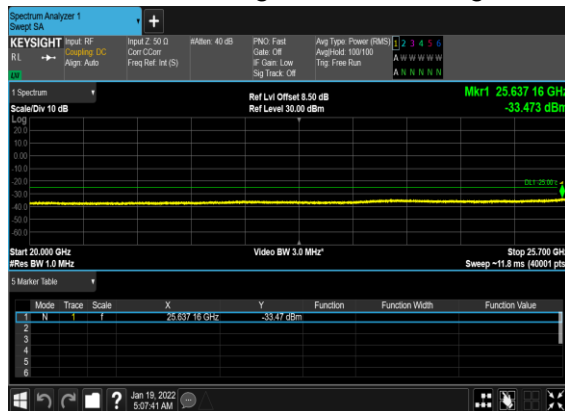 Spectrum Analyzer 1
Swept SA
+
KEYSIGHT Input: RF Input Z: 50 Ω #Atten: 40 dB PNO: Fast Avg Type: Power (RMS) 1 2 3 4 5 6
RL Coupling: DC Corr CCorr Gate: Off Avg|Hold: 100/100 A W W W W W
Align: Auto Freq Ref: Int (S) IF Gain: Low Trig: Free Run
LW Sig Track: Off A N N N N N
1 Spectrum Ref Lvl Offset 8.50 dB Mkr1 25.637 16 GHz
Scale/Div 10 dB Ref Level 30.00 dBm -33.473 dBm
Log
20.0
10.0
0.00
-10.0
-20.0
-30.0
-40.0
-50.0
-60.0
Start 20.000 GHz Video BW 3.0 MHz* Stop 25.700 GHz
#Res BW 1.0 MHz Sweep ~11.8 ms (40001 pts)
5 Marker Table
Mode Trace Scale X Y Function Function Width Function Value
1 N 1 f 25.637 16 GHz -33.47 dBm
2
3
4
5
6
? Jan 19, 2022
5:07:41 AM